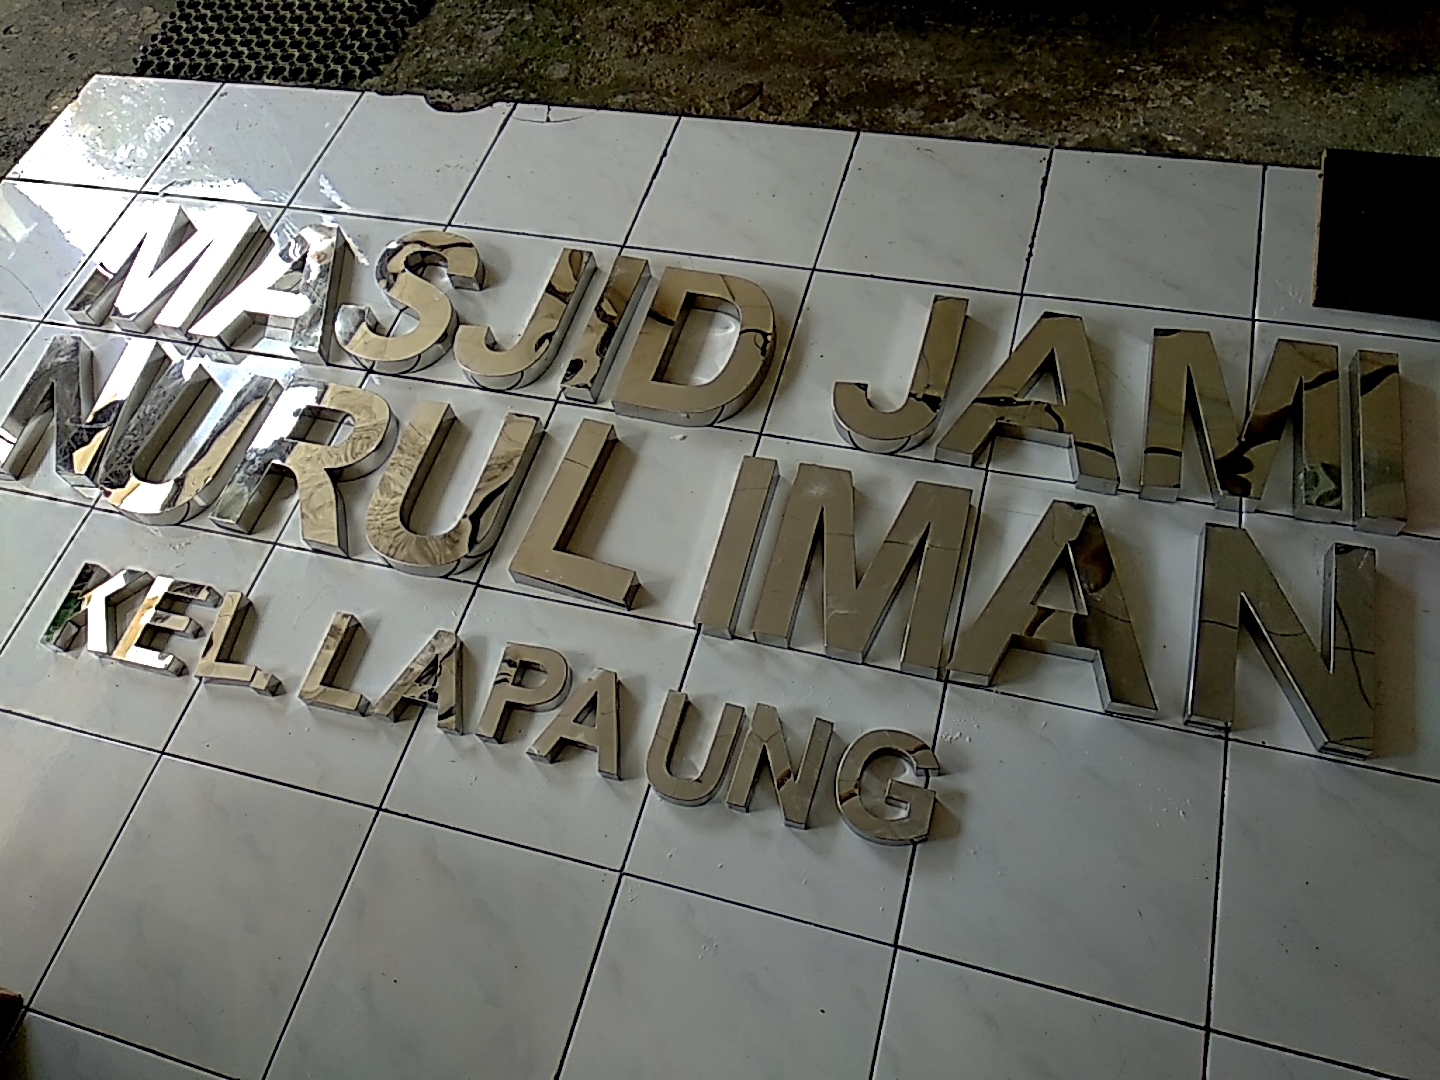 MASJID JAMI
NURUL IMAN
KEL. LAPAUNG